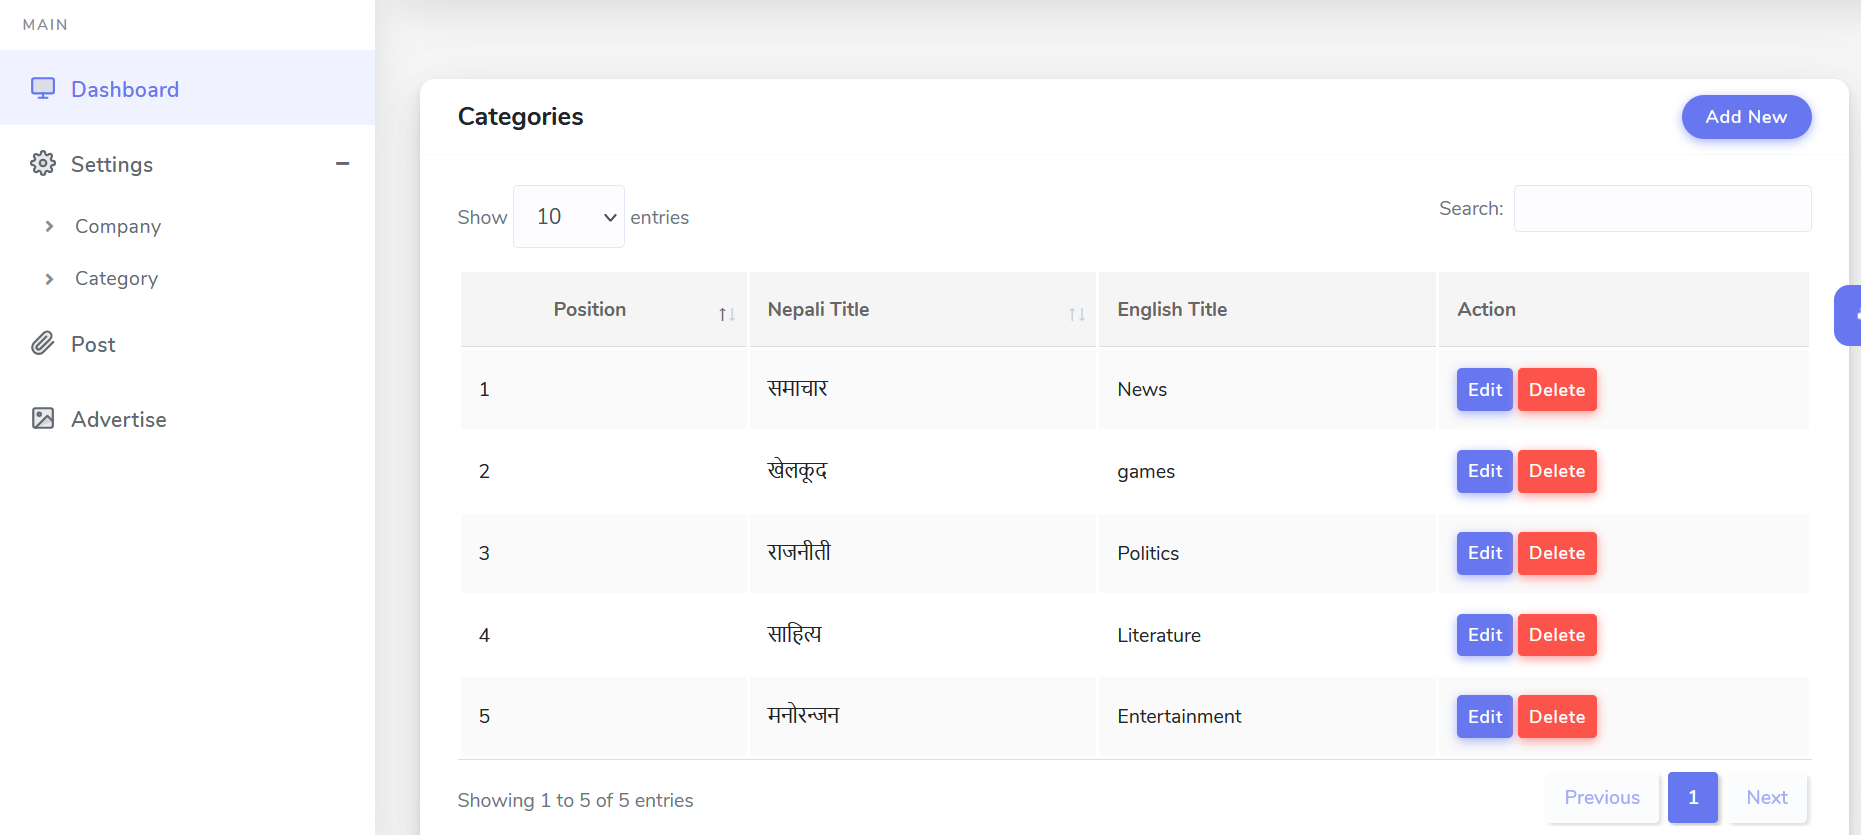 MAIN
Dashboard
Settings
Company
Category
Post
Advertise
Categories
Add New
Show 10 entries
Search:
Position Nepali Title English Title Action
1 समाचार News Edit Delete
2 खेलकूद games Edit Delete
3 राजनीती Politics Edit Delete
4 साहित्य Literature Edit Delete
5 मनोरन्जन Entertainment Edit Delete
Showing 1 to 5 of 5 entries
Previous 1 Next